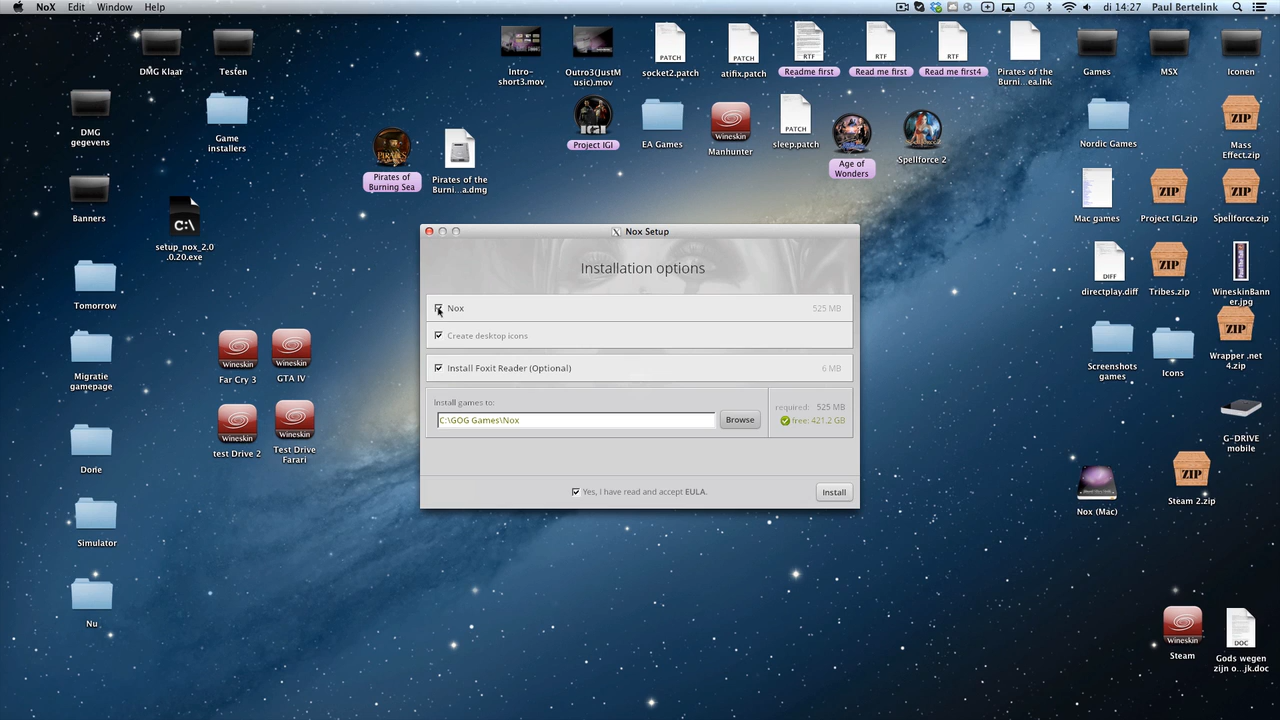 NoX Edit Window Help
di 14:27 Paul Bertelink
DMG Klaar
Testen
Intro-
short3.mov
Outro3(JustM
usic).mov
PATCH
socket2.patch
PATCH
atifix.patch
RTF
Readme first
RTF
Read me first
RTF
Read me first4
Pirates of the
Burni...ea.lnk
Games
MSX
Iconen
DMG
gegevens
Game
installers
Pirates of
Burning Sea
Pirates of the
Burni...a.dmg
IGI
Project IGI
EA Games
Wineskin
Manhunter
PATCH
sleep.patch
Age of
Wonders
Spellforce 2
Nordic Games
ZIP
Mass
Effect.zip
Banners
C:\
setup_nox_2.0
.0.20.exe
Mac games
ZIP
Project IGI.zip
ZIP
Spellforce.zip
Tomorrow
DIFF
directplay.diff
ZIP
Tribes.zip
WineskinBan
ner.jpg
Migratie
gamepage
Wineskin
Far Cry 3
Wineskin
GTA IV
Screenshots
games
Icons
ZIP
Wrapper .net
4.zip
Dorie
Wineskin
test Drive 2
Wineskin
Test Drive
Farari
G-DRIVE
mobile
Nox (Mac)
ZIP
Steam 2.zip
Simulator
Nu
Wineskin
Steam
DOC
Gods wegen
zijn o...jk.doc
Nox Setup
Installation options
Nox 525 MB
Create desktop icons
Install Foxit Reader (Optional) 6 MB
Install games to:
C:\GOG Games\Nox
Browse
required: 525 MB
free: 421.2 GB
Yes, I have read and accept EULA.
Install